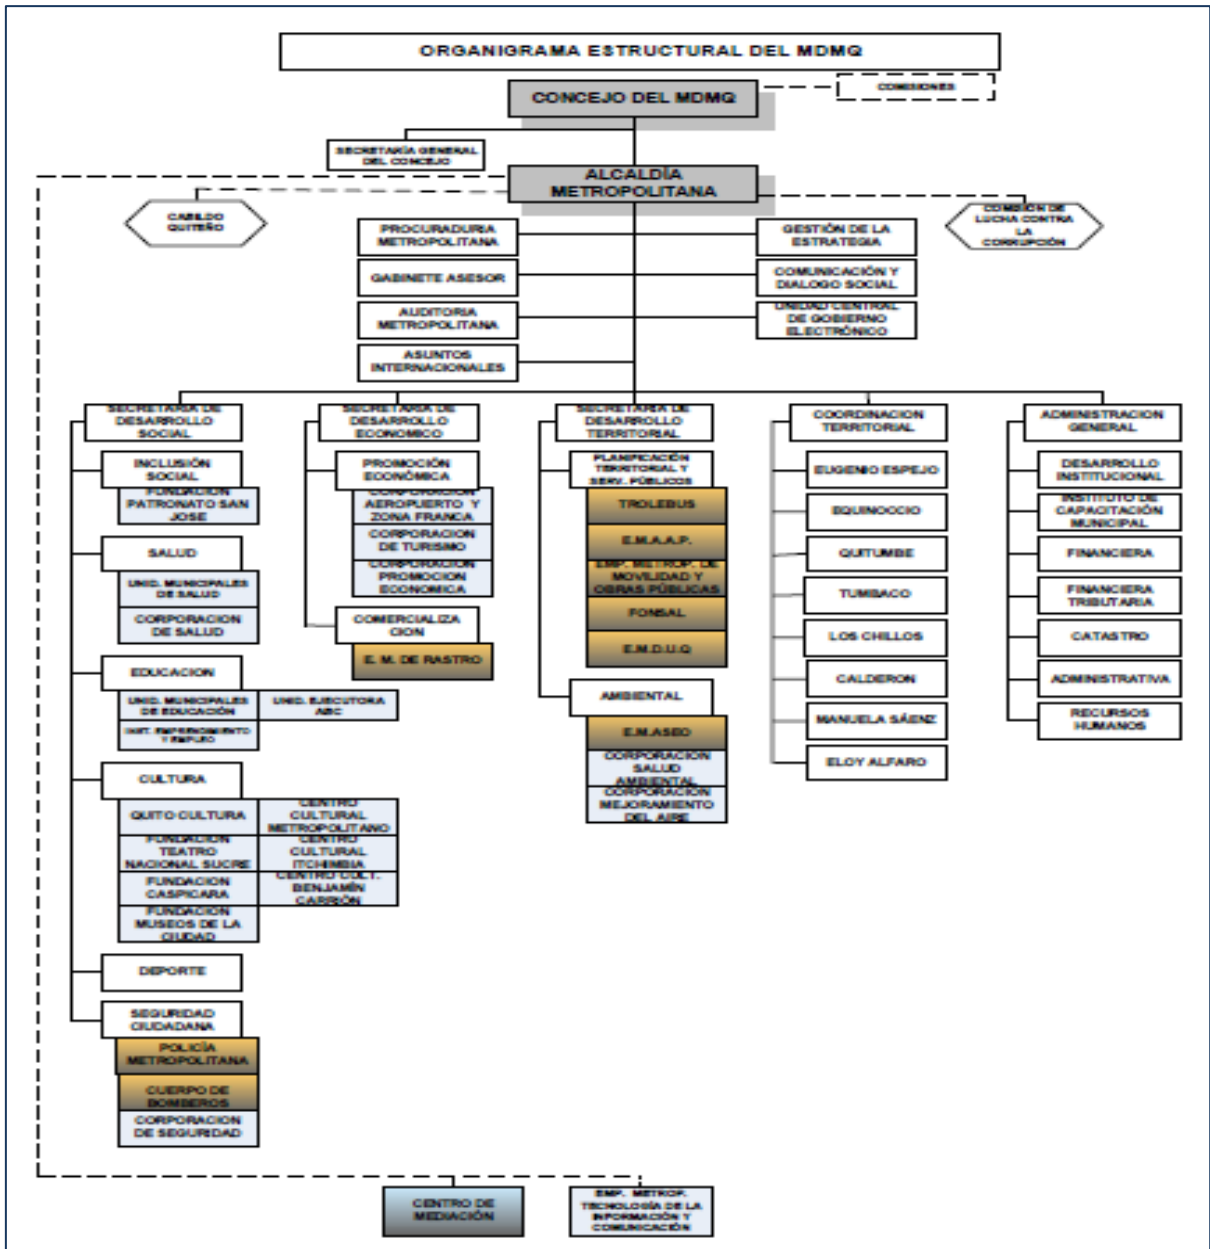 ORGANIGRAMA ESTRUCTURAL DEL MDMQ
CONCEJO DEL MDMQ
COMISIONES
SECRETARÍA GENERAL
DEL CONCEJO
ALCALDÍA
METROPOLITANA
CABILDO
QUITEÑO
COMISIÓN DE
LUCHA CONTRA
LA
CORRUPCIÓN
PROCURADURIA
METROPOLITANA
GESTIÓN DE LA
ESTRATEGIA
GABINETE ASESOR
COMUNICACIÓN Y
DIALOGO SOCIAL
AUDITORIA
METROPOLITANA
UNIDAD CENTRAL
DE GOBIERNO
ELECTRÓNICO
ASUNTOS
INTERNACIONALES
SECRETARIA DE
DESARROLLO
SOCIAL
INCLUSIÓN
SOCIAL
FUNDACION
PATRONATO SAN
JOSE
SALUD
UNID. MUNICIPALES
DE SALUD
CORPORACION
DE SALUD
EDUCACION
UNID. MUNICIPALES
DE EDUCACIÓN
UNID. EJECUTORA
ABC
INST. EMPRENDIMIENTO
Y EMPLEO
CULTURA
QUITO CULTURA
CENTRO
CULTURAL
METROPOLITANO
FUNDACION
TEATRO
NACIONAL SUCRE
CENTRO
CULTURAL
ITCHIMBIA
FUNDACION
CASPICARA
CENTRO CULT.
BENJAMÍN
CARRIÓN
FUNDACION
MUSEOS DE LA
CIUDAD
DEPORTE
SEGURIDAD
CIUDADANA
POLICÍA
METROPOLITANA
CUERPO DE
BOMBEROS
CORPORACION
DE SEGURIDAD
SECRETARIA DE
DESARROLLO
ECONOMICO
PROMOCIÓN
ECONÓMICA
CORPORACION
AEROPUERTO Y
ZONA FRANCA
CORPORACION
DE TURISMO
CORPORACION
PROMOCION
ECONOMICA
COMERCIALIZA
CION
E. M. DE RASTRO
SECRETARIA DE
DESARROLLO
TERRITORIAL
PLANIFICACIÓN
TERRITORIAL Y
SERV. PÚBLICOS
TROLEBUS
E.M.A.A.P.
EMP. METROP. DE
MOVILIDAD Y
OBRAS PÚBLICAS
FONSAL
E.M.D.U.Q
AMBIENTAL
E.M.ASEO
CORPORACION
SALUD
AMBIENTAL
CORPORACION
MEJORAMIENTO
DEL AIRE
COORDINACION
TERRITORIAL
EUGENIO ESPEJO
EQUINOCCIO
QUITUMBE
TUMBACO
LOS CHILLOS
CALDERON
MANUELA SÁENZ
ELOY ALFARO
ADMINISTRACION
GENERAL
DESARROLLO
INSTITUCIONAL
INSTITUTO DE
CAPACITACIÓN
MUNICIPAL
FINANCIERA
FINANCIERA
TRIBUTARIA
CATASTRO
ADMINISTRATIVA
RECURSOS
HUMANOS
CENTRO DE
MEDIACIÓN
EMP. METROP.
TECNOLOGÍA DE LA
INFORMACIÓN Y
COMUNICACIÓN